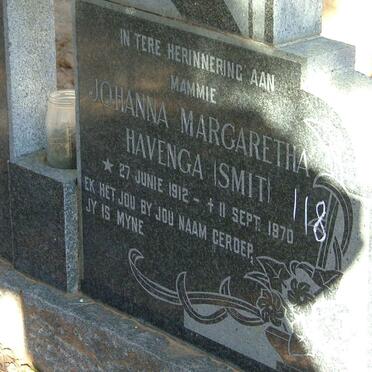 IN TERE HERINNERING AAN
MAMMIE
JOHANNA MARGARETHA
HAVENGA (SMIT)
★ 27 JUNIE 1912 - ✝ 11 SEPT. 1970
EK HET JOU BY JOU NAAM GEROEP,
JY IS MYNE
118